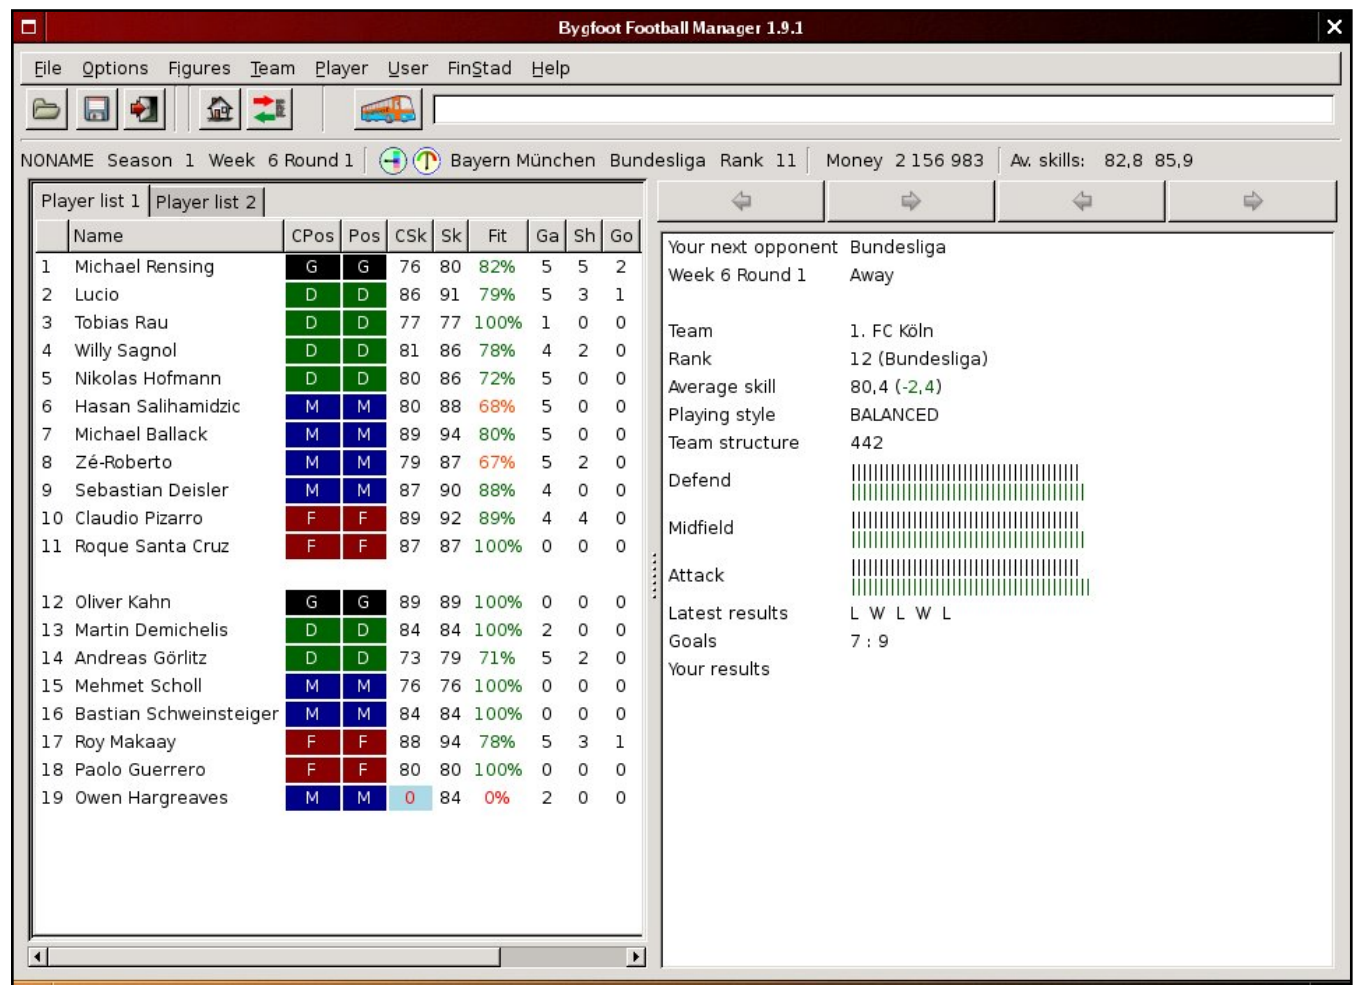 Bygfoot Football Manager 1.9.1
File Options Figures Team Player User FinStad Help
NONAME Season 1 Week 6 Round 1 Bayern München Bundesliga Rank 11 Money 2 156 983 Av. skills: 82,8 85,9
Player list 1 Player list 2
Name CPos Pos CSk Sk Fit Ga Sh Go
1 Michael Rensing G G 76 80 82% 5 5 2
2 Lucio D D 86 91 79% 5 3 1
3 Tobias Rau D D 77 77 100% 1 0 0
4 Willy Sagnol D D 81 86 78% 4 2 0
5 Nikolas Hofmann D D 80 86 72% 5 0 0
6 Hasan Salihamidzic M M 80 88 68% 5 0 0
7 Michael Ballack M M 89 94 80% 5 0 0
8 Zé-Roberto M M 79 87 67% 5 2 0
9 Sebastian Deisler M M 87 90 88% 4 0 0
10 Claudio Pizarro F F 89 92 89% 4 4 0
11 Roque Santa Cruz F F 87 87 100% 0 0 0
12 Oliver Kahn G G 89 89 100% 0 0 0
13 Martin Demichelis D D 84 84 100% 2 0 0
14 Andreas Görlitz D D 73 79 71% 5 2 0
15 Mehmet Scholl M M 76 76 100% 0 0 0
16 Bastian Schweinsteiger M M 84 84 100% 0 0 0
17 Roy Makaay F F 88 94 78% 5 3 1
18 Paolo Guerrero F F 80 80 100% 0 0 0
19 Owen Hargreaves M M 0 84 0% 2 0 0
Your next opponent Bundesliga
Week 6 Round 1 Away
Team 1. FC Köln
Rank 12 (Bundesliga)
Average skill 80,4 (-2,4)
Playing style BALANCED
Team structure 442
Defend
Midfield
Attack
Latest results L W L W L
Goals 7 : 9
Your results